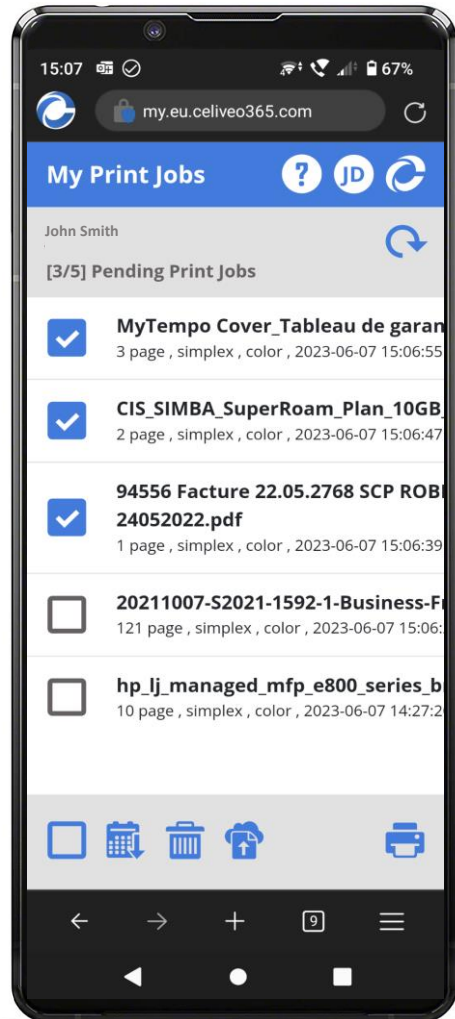 15:07 67%
my.eu.celiveo365.com
My Print Jobs ? JD
John Smith
[3/5] Pending Print Jobs
MyTempo Cover_Tableau de garan
3 page , simplex , color , 2023-06-07 15:06:55
CIS_SIMBA_SuperRoam_Plan_10GB_
2 page , simplex , color , 2023-06-07 15:06:47
94556 Facture 22.05.2768 SCP ROBI
24052022.pdf
1 page , simplex , color , 2023-06-07 15:06:39
20211007-S2021-1592-1-Business-F
121 page , simplex , color , 2023-06-07 15:06:
hp_lj_managed_mfp_e800_series_b
10 page , simplex , color , 2023-06-07 14:27:2
9